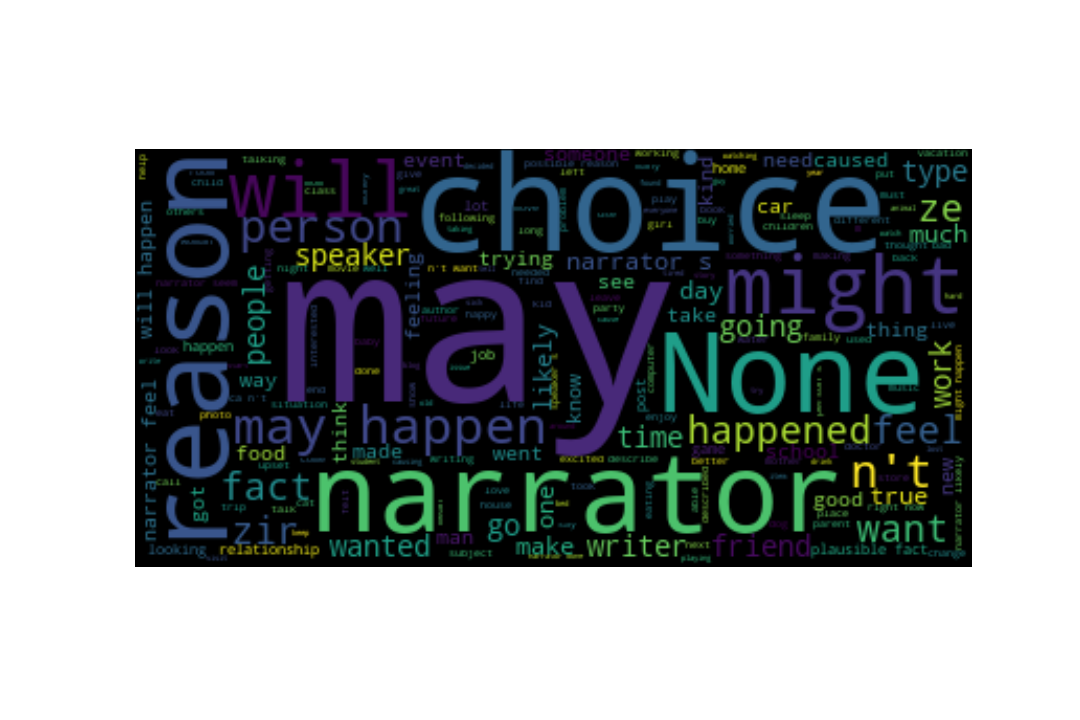 talking
event
possible reason
someone
working
watching
vacation
help
will
choice
kind
home
need
caused
put
type
child
class
give
great
left
year
must
others
person
following
lot
long
problem
play
girl
book
buy
car
sleep
children
different
animal
watch
ze
much
thought
bad
back
speaker
trying
narrator s
something
making
reason
people
night
movie
well
n't want
needed
find
see
day
might
hard
will happen
feeling
interested
author
future
happy
kid
party
take
going
thing
live
family
used
narrator seem
happen
may
job
likely
know
None
work
might happen
way
baby
done
end
life
post
computer
music
look
eat
photo
situation
think
may happen
enjoy
time
happened
feel
narrator feel
food
upset
made
student
writing
went
excited
describe
game
better
school
doctor
n't
new
call
got
fact
narrator
one
love
house
took
eating
able
described
good
true
store
right now
narrator likely
trip
talk
cat
zir
go
place
parent
want
looking
relationship
wanted
man
subject
make
writer
next
friend
plausible fact
change
playing